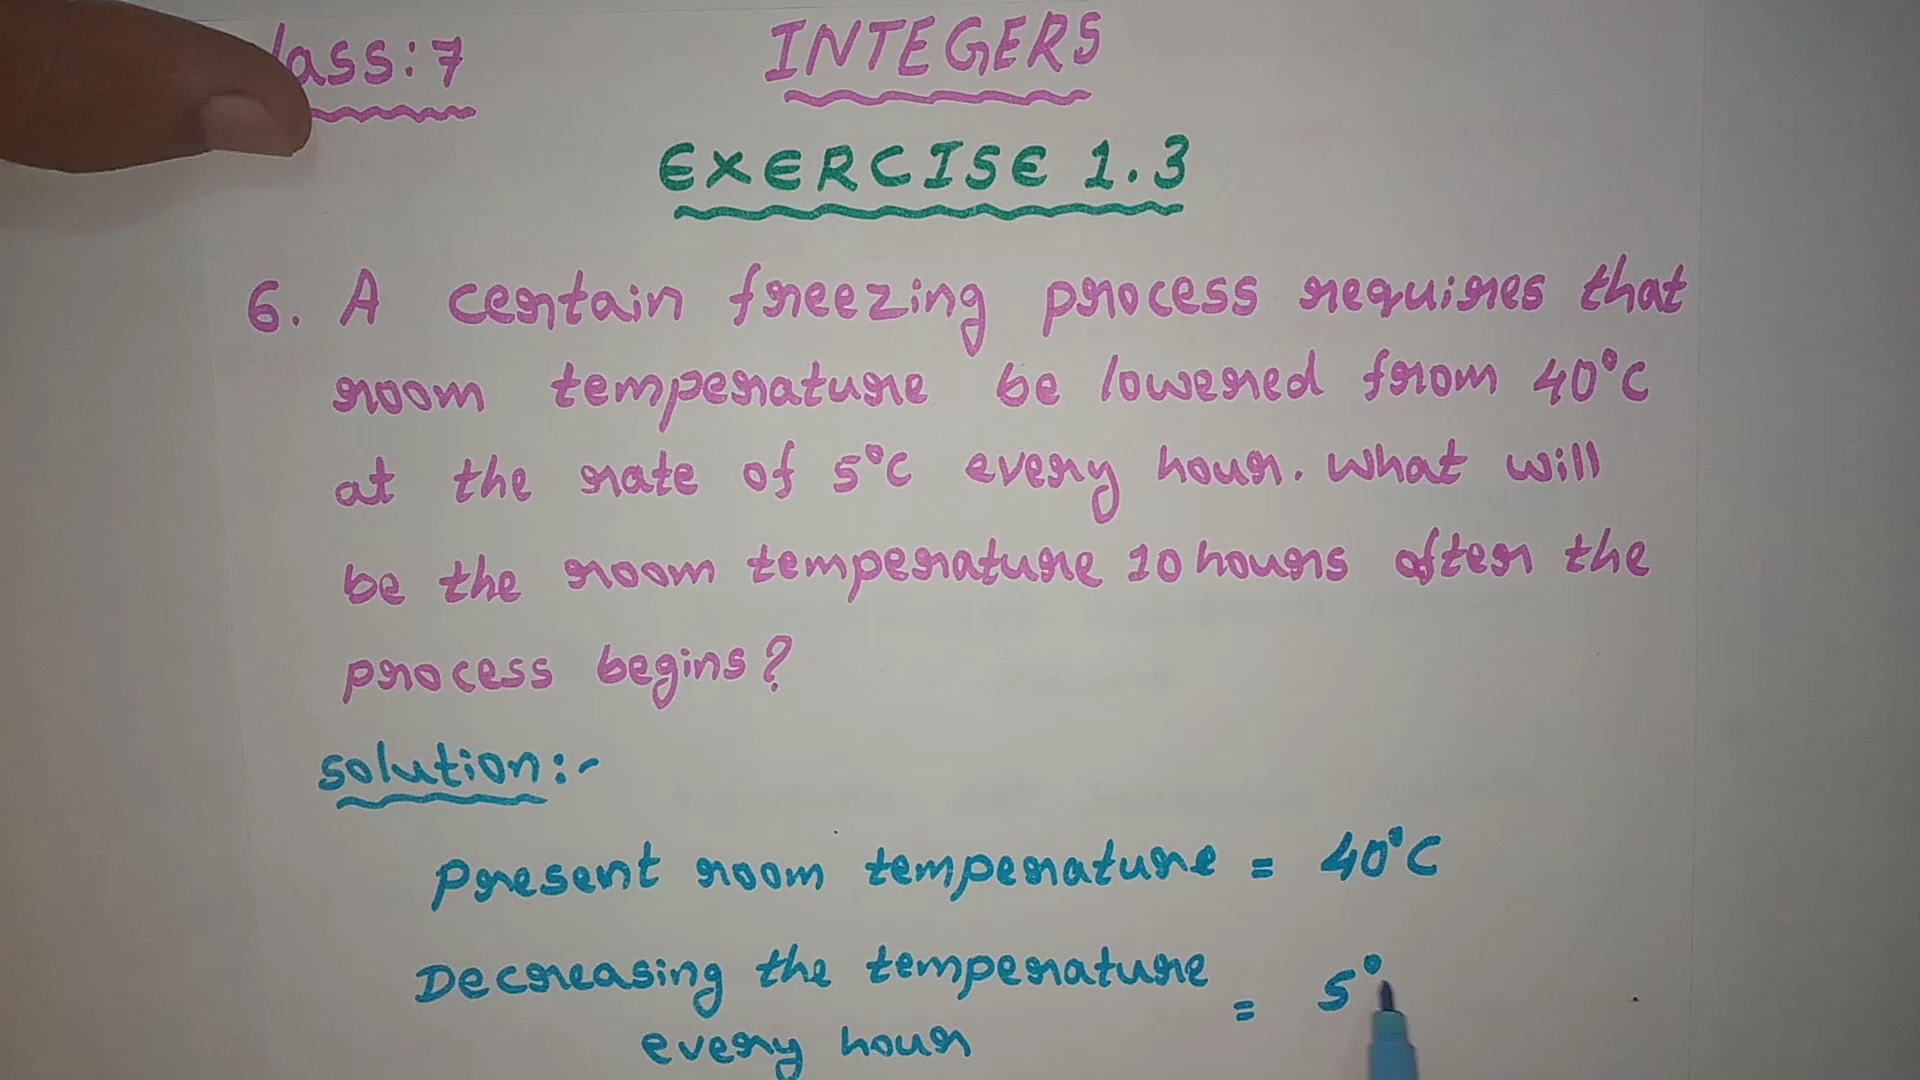 lass: 7
INTEGERS
EXERCISE 1.3
6. A certain freezing process requires that
room temperature be lowered from 40°C
at the rate of 5°C every hour. What will
be the room temperature 10 hours after the
process begins?
Solution:-
Present room temperature = 40°C
Decreasing the temperature
every hour = 5°